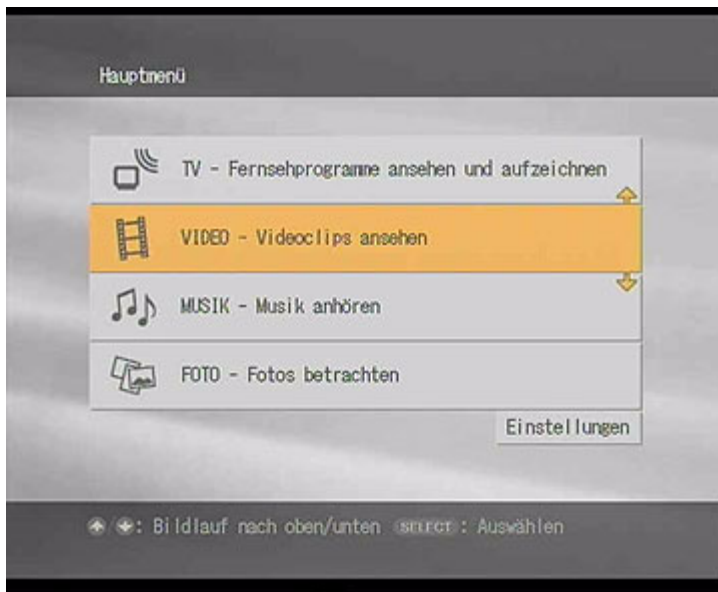 Hauptmenü
TV - Fernsehprogramme ansehen und aufzeichnen
VIDEO - Videoclips ansehen
MUSIK - Musik anhören
FOTO - Fotos betrachten
Einstellungen
: Bildlauf nach oben/unten SELECT : Auswählen